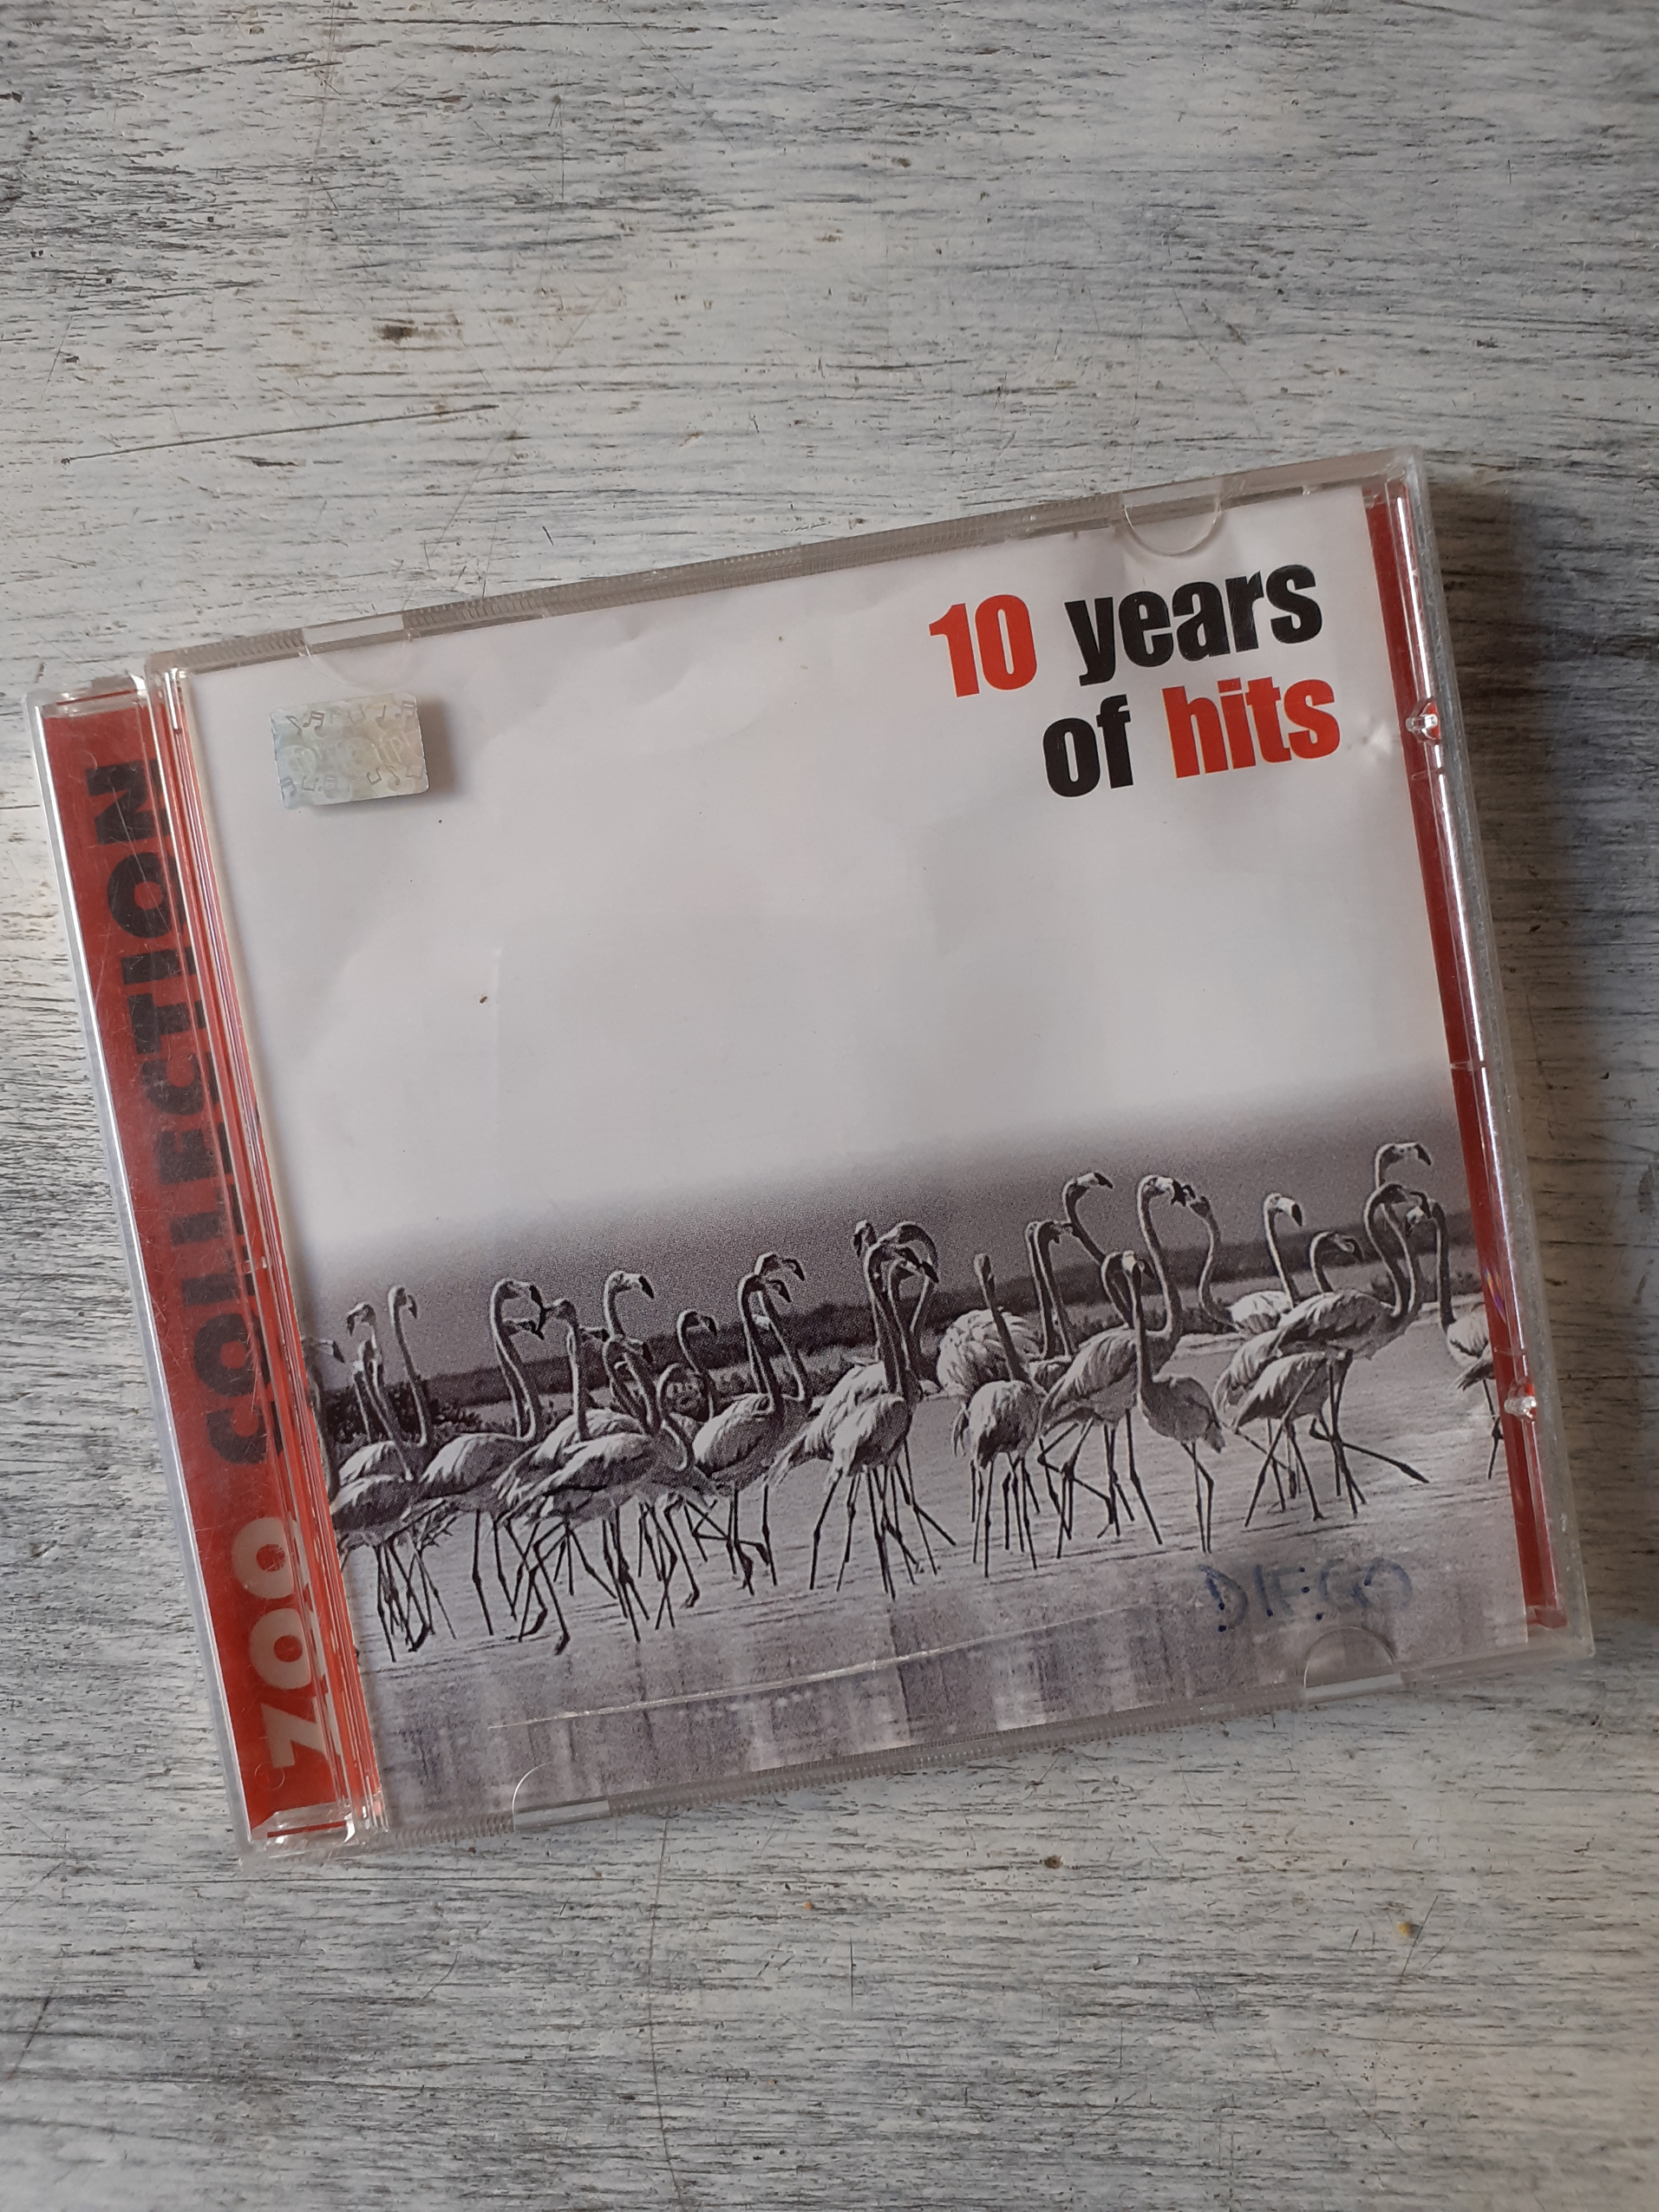 10 years
of hits
ZOO COLLECTION
DIEGO